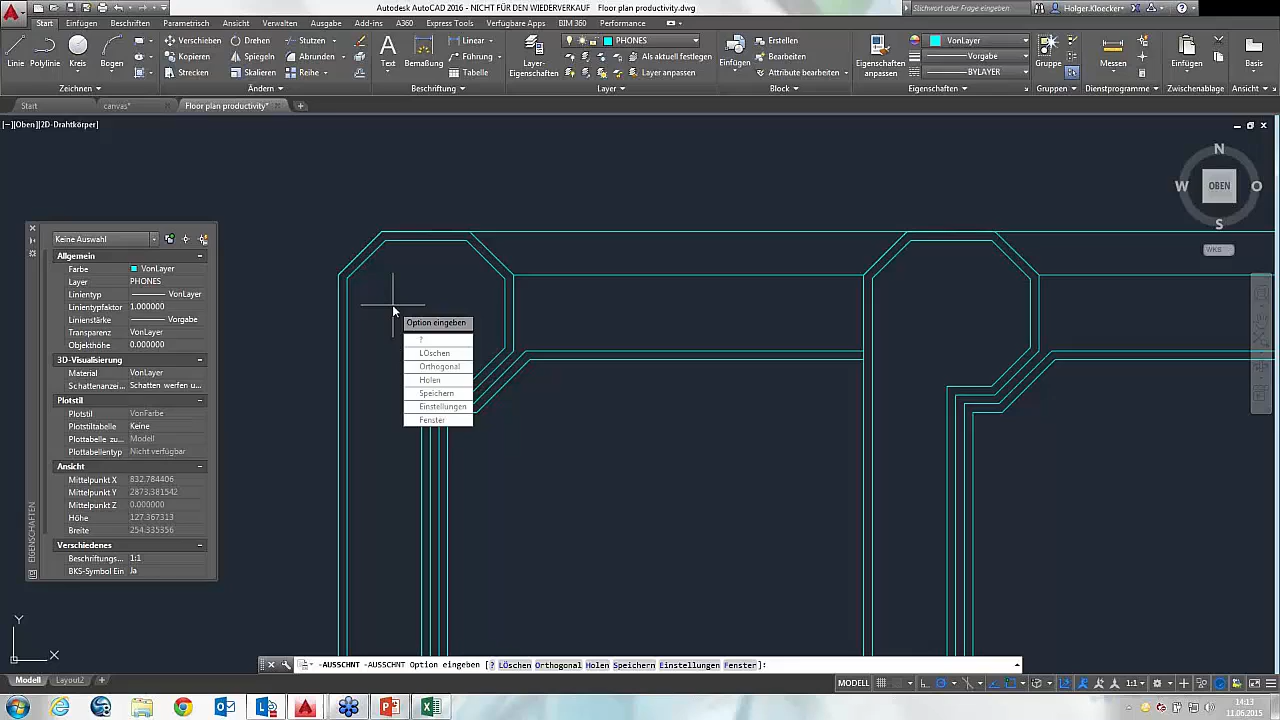 Autodesk AutoCAD 2016 - NICHT FÜR DEN WIEDERVERKAUF Floor plan productivity.dwg
Stichwort oder Frage eingeben
Holger.Kloecker...
Start Einfügen Beschriften Parametrisch Ansicht Verwalten Ausgabe Add-ins A360 Express Tools Verfügbare Apps BIM 360 Performance
Linie Polylinie Kreis Bogen
Verschieben Drehen Stutzen
Kopieren Spiegeln Abrunden
Strecken Skalieren Reihe
Text Bemaßung
Linear
Führung
Tabelle
Layer-
Eigenschaften
PHONES
Aktuell festlegen
Layer anpassen
Einfügen
Erstellen
Bearbeiten
Attribute bearbeiten
Eigenschaften
anpassen
VonLayer
Vorgabe
BYLAYER
Gruppe Messen Einfügen Basis
Zeichnen Ändern Beschriftung Layer Block Eigenschaften Gruppen Dienstprogramme Zwischenablage Ansicht
Start canvas* Floor plan productivity*
[−][Oben][2D-Drahtkörper]
N
W OBEN O
S
WKS
Keine Auswahl
Allgemein
Farbe VonLayer
Layer PHONES
Linientyp VonLayer
Linientypfaktor 1.000000
Linienstärke Vorgabe
Transparenz VonLayer
Objekthöhe 0.000000
3D-Visualisierung
Material VonLayer
Schattenanzei... Schatten werfen u...
Plotstil
Plotstil VonFarbe
Plotstiltabelle Keine
Plottabelle zu... Modell
Plottabellentyp Nicht verfügbar
Ansicht
Mittelpunkt X 832.784406
Mittelpunkt Y 2873.381542
Mittelpunkt Z 0.000000
Höhe 127.367313
Breite 254.335356
Verschiedenes
Beschriftungs... 1:1
BKS-Symbol Ein Ja
EIGENSCHAFTEN
Option eingeben
?
LÖschen
Orthogonal
Holen
Speichern
Einstellungen
Fenster
Y
X
-AUSSCHNT -AUSSCHNT Option eingeben [? LÖschen Orthogonal Holen Speichern Einstellungen Fenster]:
Modell Layout2
MODELL
1:1
14:13
11.06.2015